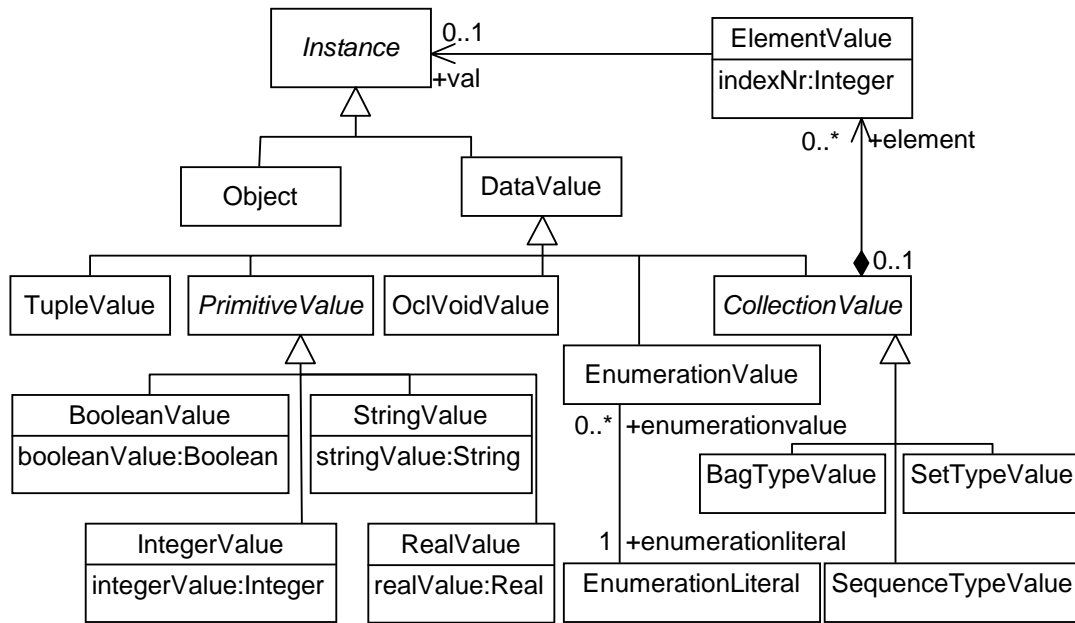 Instance
0..1
+val
ElementValue
indexNr:Integer
0..*
+element
Object
DataValue
0..1
TupleValue
PrimitiveValue
OclVoidValue
CollectionValue
EnumerationValue
BooleanValue
booleanValue:Boolean
StringValue
stringValue:String
0..*
+enumerationvalue
BagTypeValue
SetTypeValue
IntegerValue
integerValue:Integer
RealValue
realValue:Real
1
+enumerationliteral
EnumerationLiteral
SequenceTypeValue